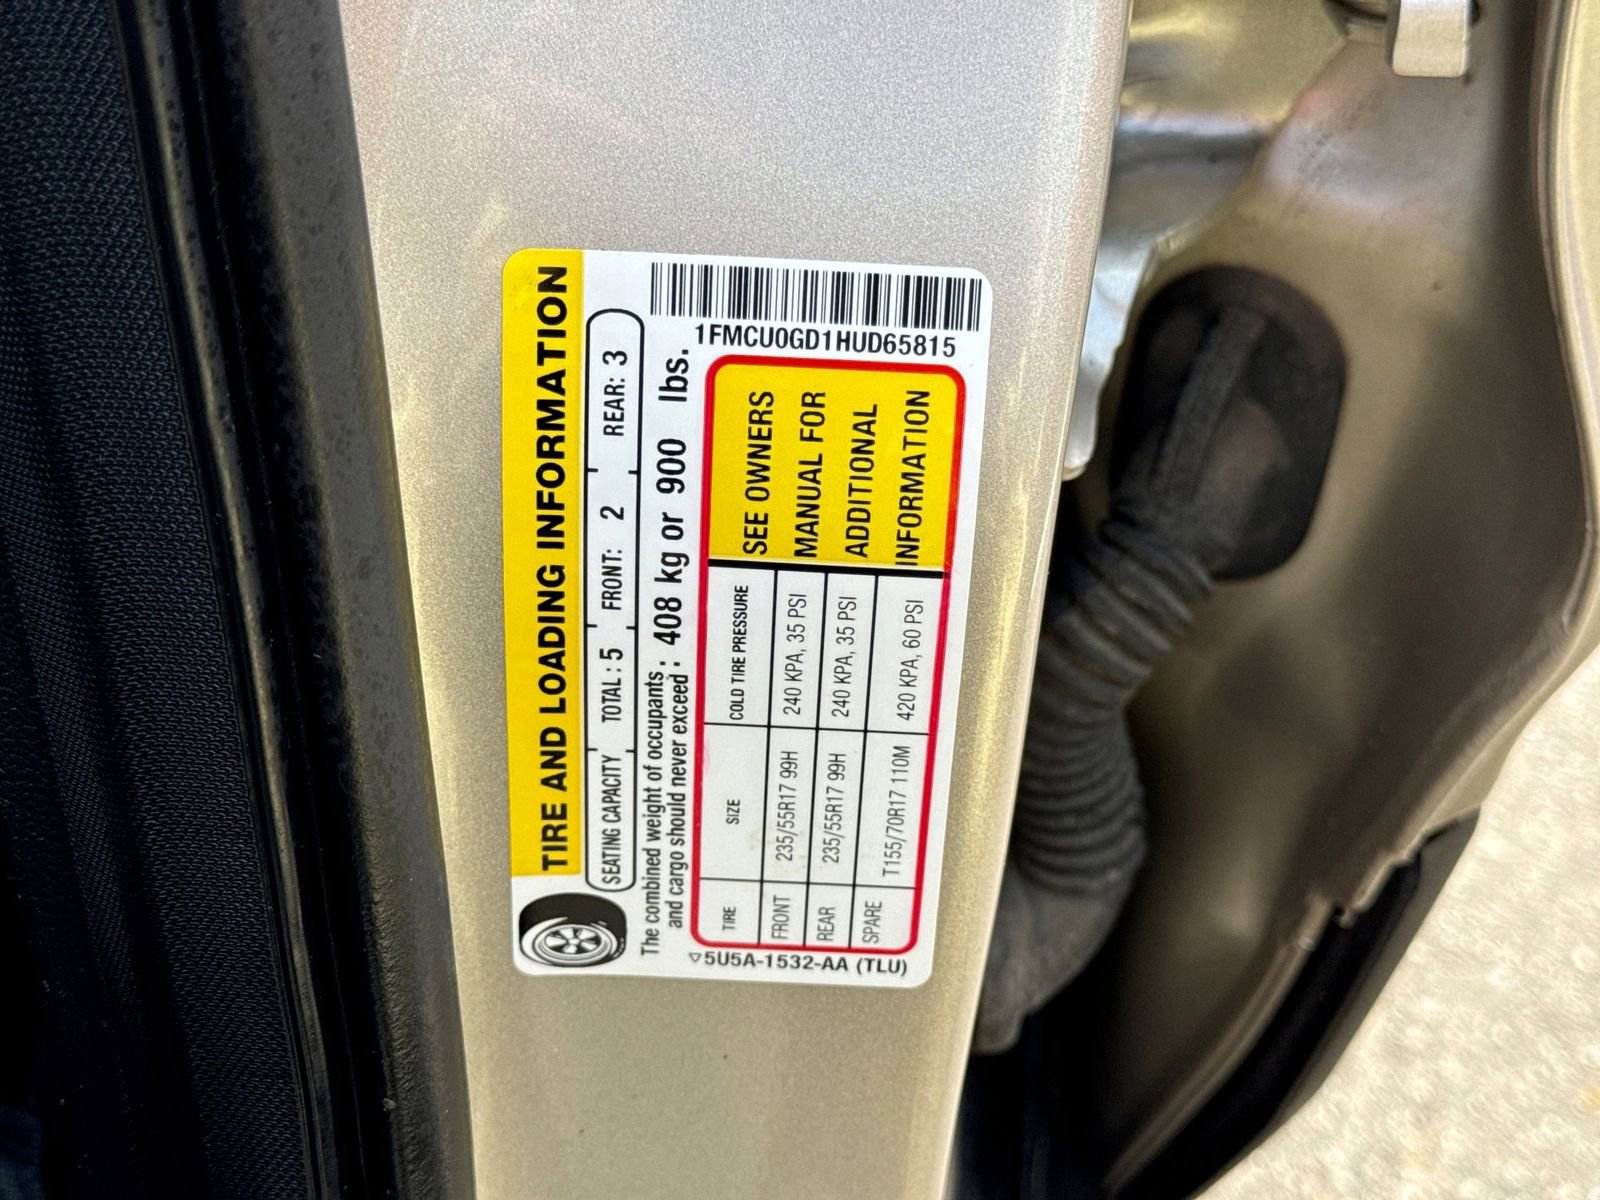 TIRE AND LOADING INFORMATION
SEATING CAPACITY TOTAL : 5 FRONT: 2 REAR: 3
The combined weight of occupants and cargo should never exceed : 408 kg or 900 lbs.
TIRE SIZE COLD TIRE PRESSURE
FRONT 235/55R17 99H 240 KPA, 35 PSI
REAR 235/55R17 99H 240 KPA, 35 PSI
SPARE T155/70R17 110M 420 KPA, 60 PSI
SEE OWNERS
MANUAL FOR
ADDITIONAL
INFORMATION
5U5A-1532-AA (TLU)
1FMCU0GD1HUD65815